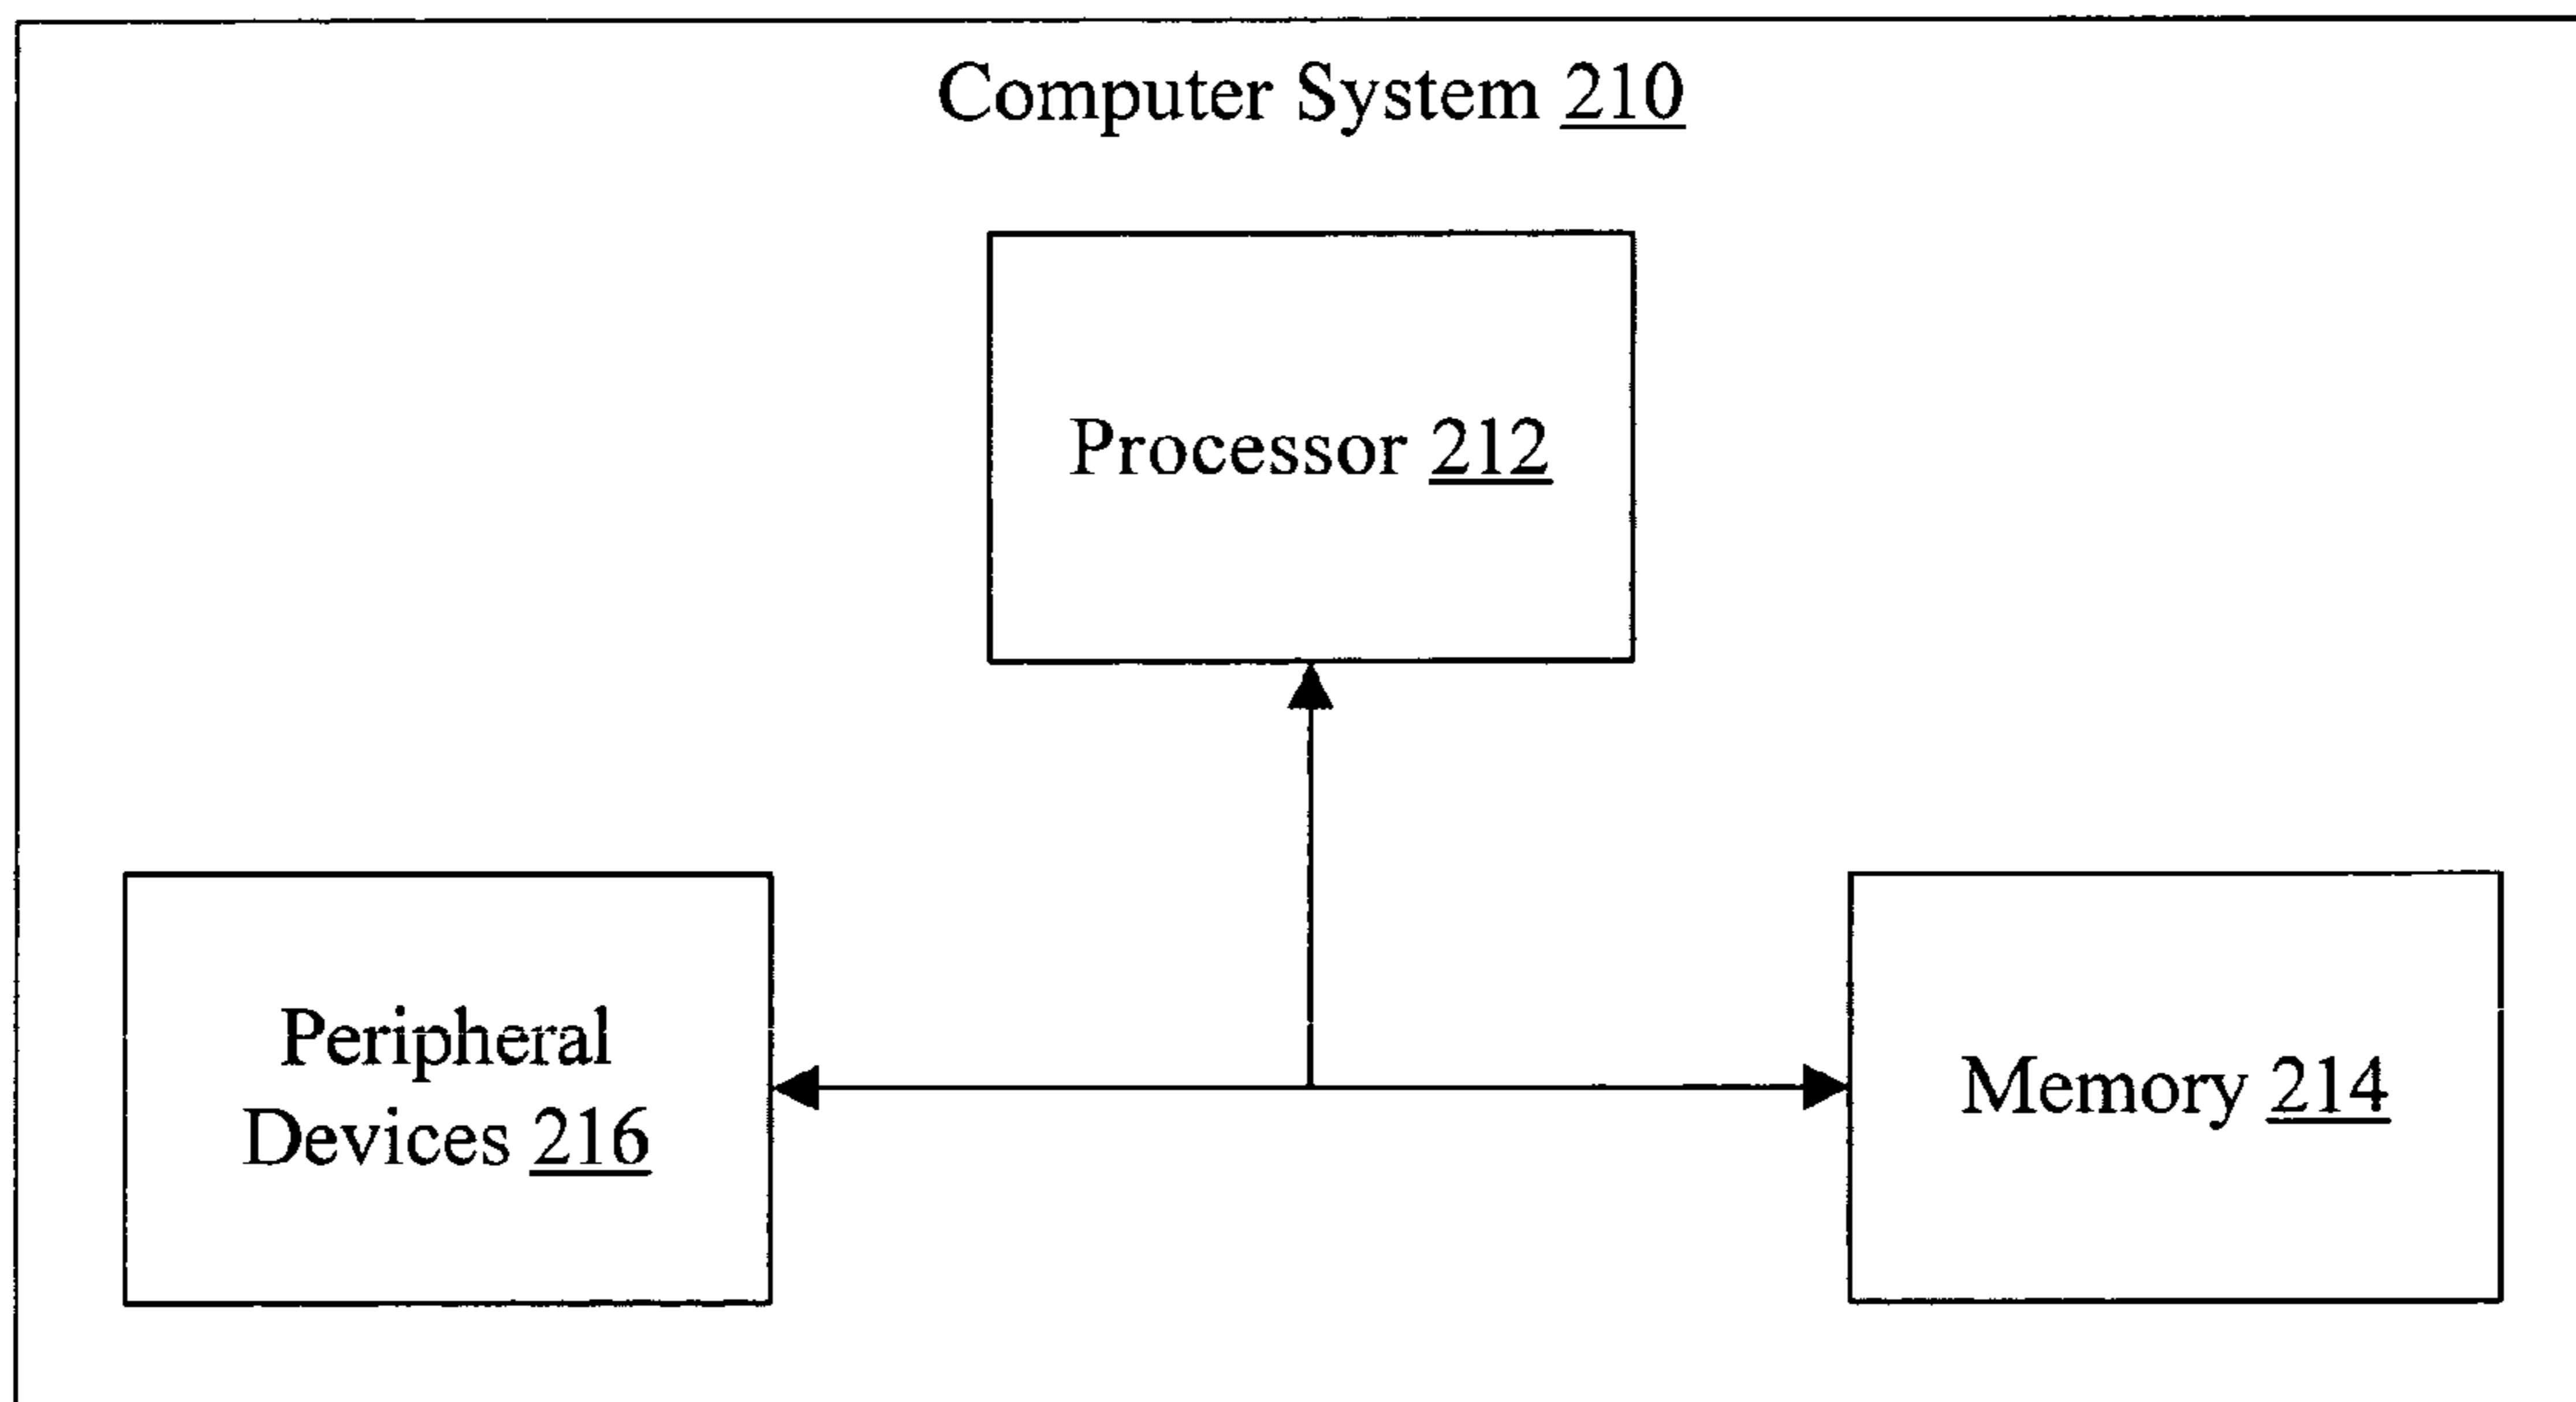 Computer System 210
Processor 212
Peripheral
Devices 216
Memory 214